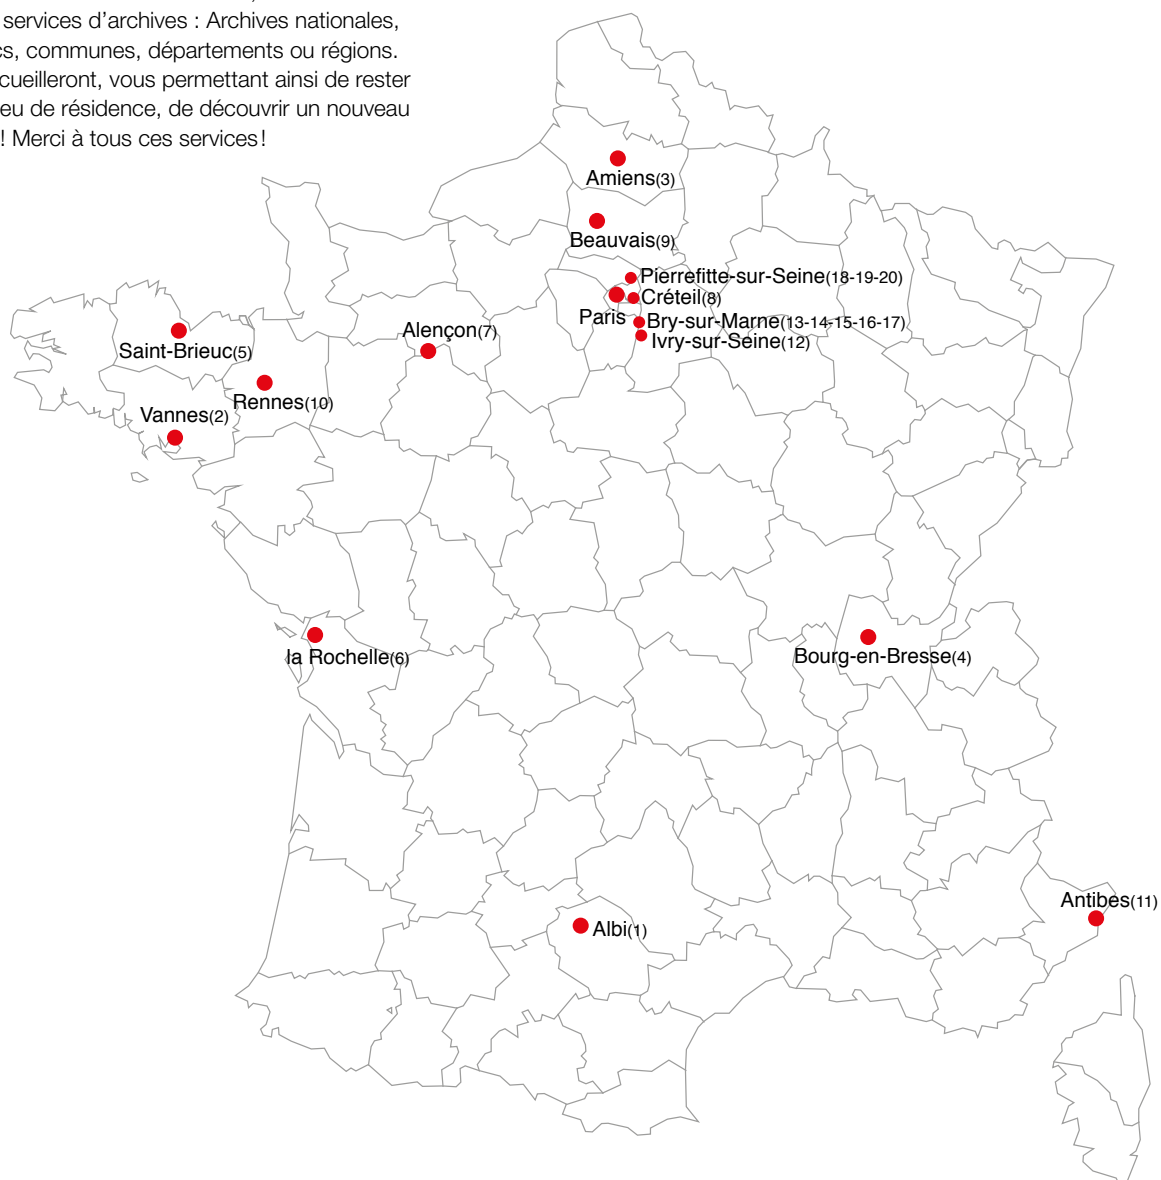 services d’archives : Archives nationales,
cs, communes, départements ou régions.
cueilleront, vous permettant ainsi de rester
eu de résidence, de découvrir un nouveau
! Merci à tous ces services !
Amiens(3)
Beauvais(9)
Pierrefitte-sur-Seine(18-19-20)
Créteil(8)
Paris
Bry-sur-Marne(13-14-15-16-17)
Ivry-sur-Seine(12)
Alençon(7)
Saint-Brieuc(5)
Rennes(10)
Vannes(2)
la Rochelle(6)
Bourg-en-Bresse(4)
Antibes(11)
Albi(1)